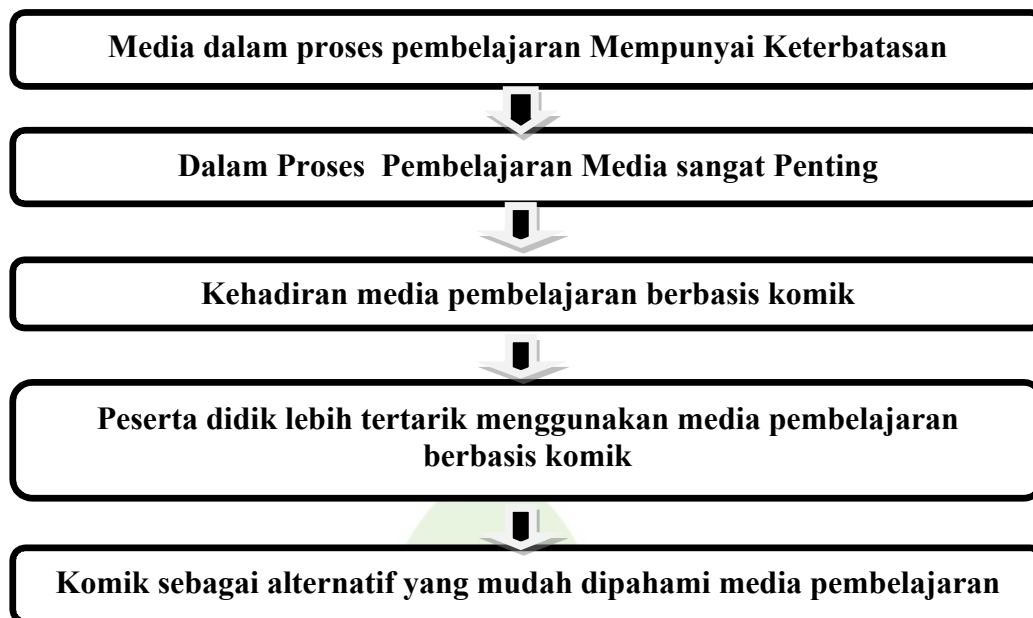 Media dalam proses pembelajaran Mempunyai Keterbatasan
Dalam Proses Pembelajaran Media sangat Penting
Kehadiran media pembelajaran berbasis komik
Peserta didik lebih tertarik menggunakan media pembelajaran
berbasis komik
Komik sebagai alternatif yang mudah dipahami media pembelajaran